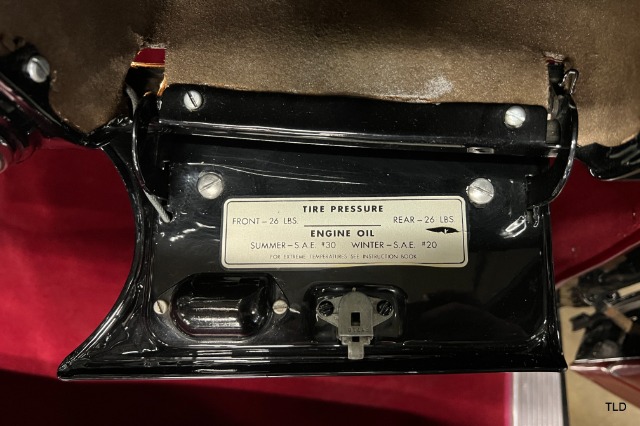 TIRE PRESSURE
FRONT – 26 LBS. REAR – 26 LBS.
ENGINE OIL
SUMMER – S.A.E. #30 WINTER – S.A.E. #20
FOR EXTREME TEMPERATURES SEE INSTRUCTION BOOK
TLD